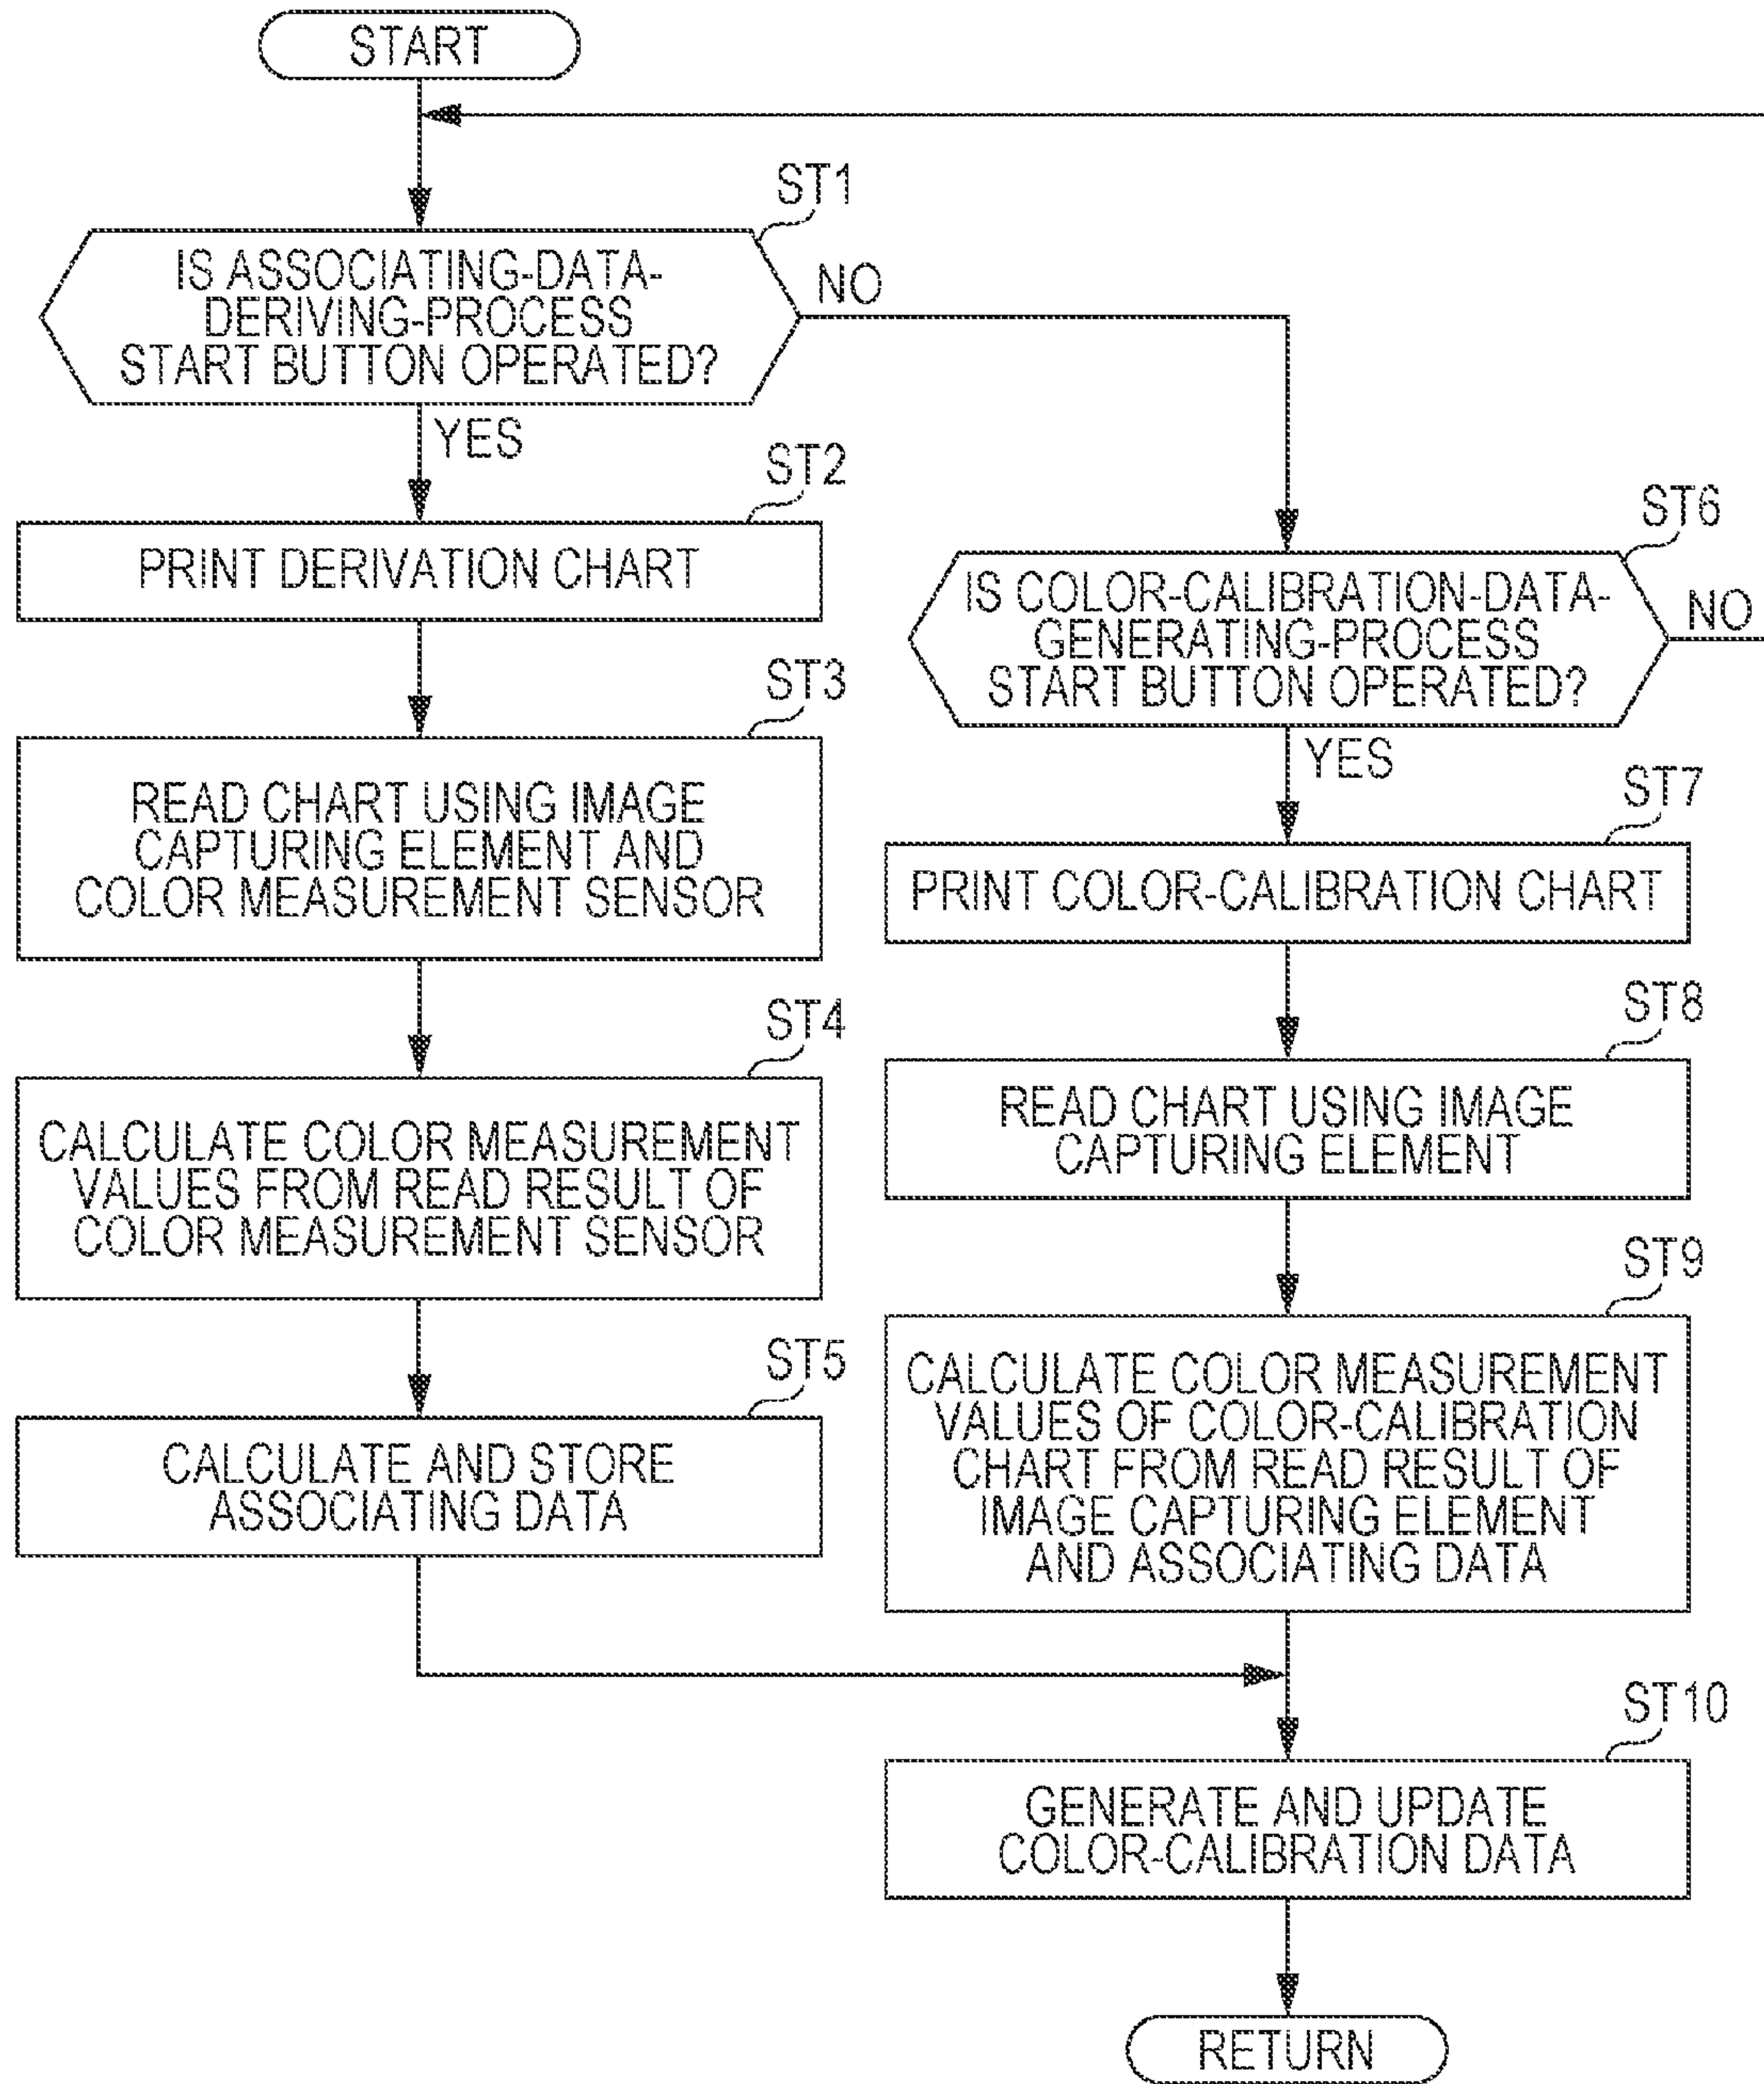 START
ST1
IS ASSOCIATING-DATA-
DERIVING-PROCESS
START BUTTON OPERATED?
NO
YES
ST2
PRINT DERIVATION CHART
ST3
READ CHART USING IMAGE
CAPTURING ELEMENT AND
COLOR MEASUREMENT SENSOR
ST4
CALCULATE COLOR MEASUREMENT
VALUES FROM READ RESULT OF
COLOR MEASUREMENT SENSOR
ST5
CALCULATE AND STORE
ASSOCIATING DATA
ST6
IS COLOR-CALIBRATION-DATA-
GENERATING-PROCESS
START BUTTON OPERATED?
NO
YES
ST7
PRINT COLOR-CALIBRATION CHART
ST8
READ CHART USING IMAGE
CAPTURING ELEMENT
ST9
CALCULATE COLOR MEASUREMENT
VALUES OF COLOR-CALIBRATION
CHART FROM READ RESULT OF
IMAGE CAPTURING ELEMENT
AND ASSOCIATING DATA
ST10
GENERATE AND UPDATE
COLOR-CALIBRATION DATA
RETURN